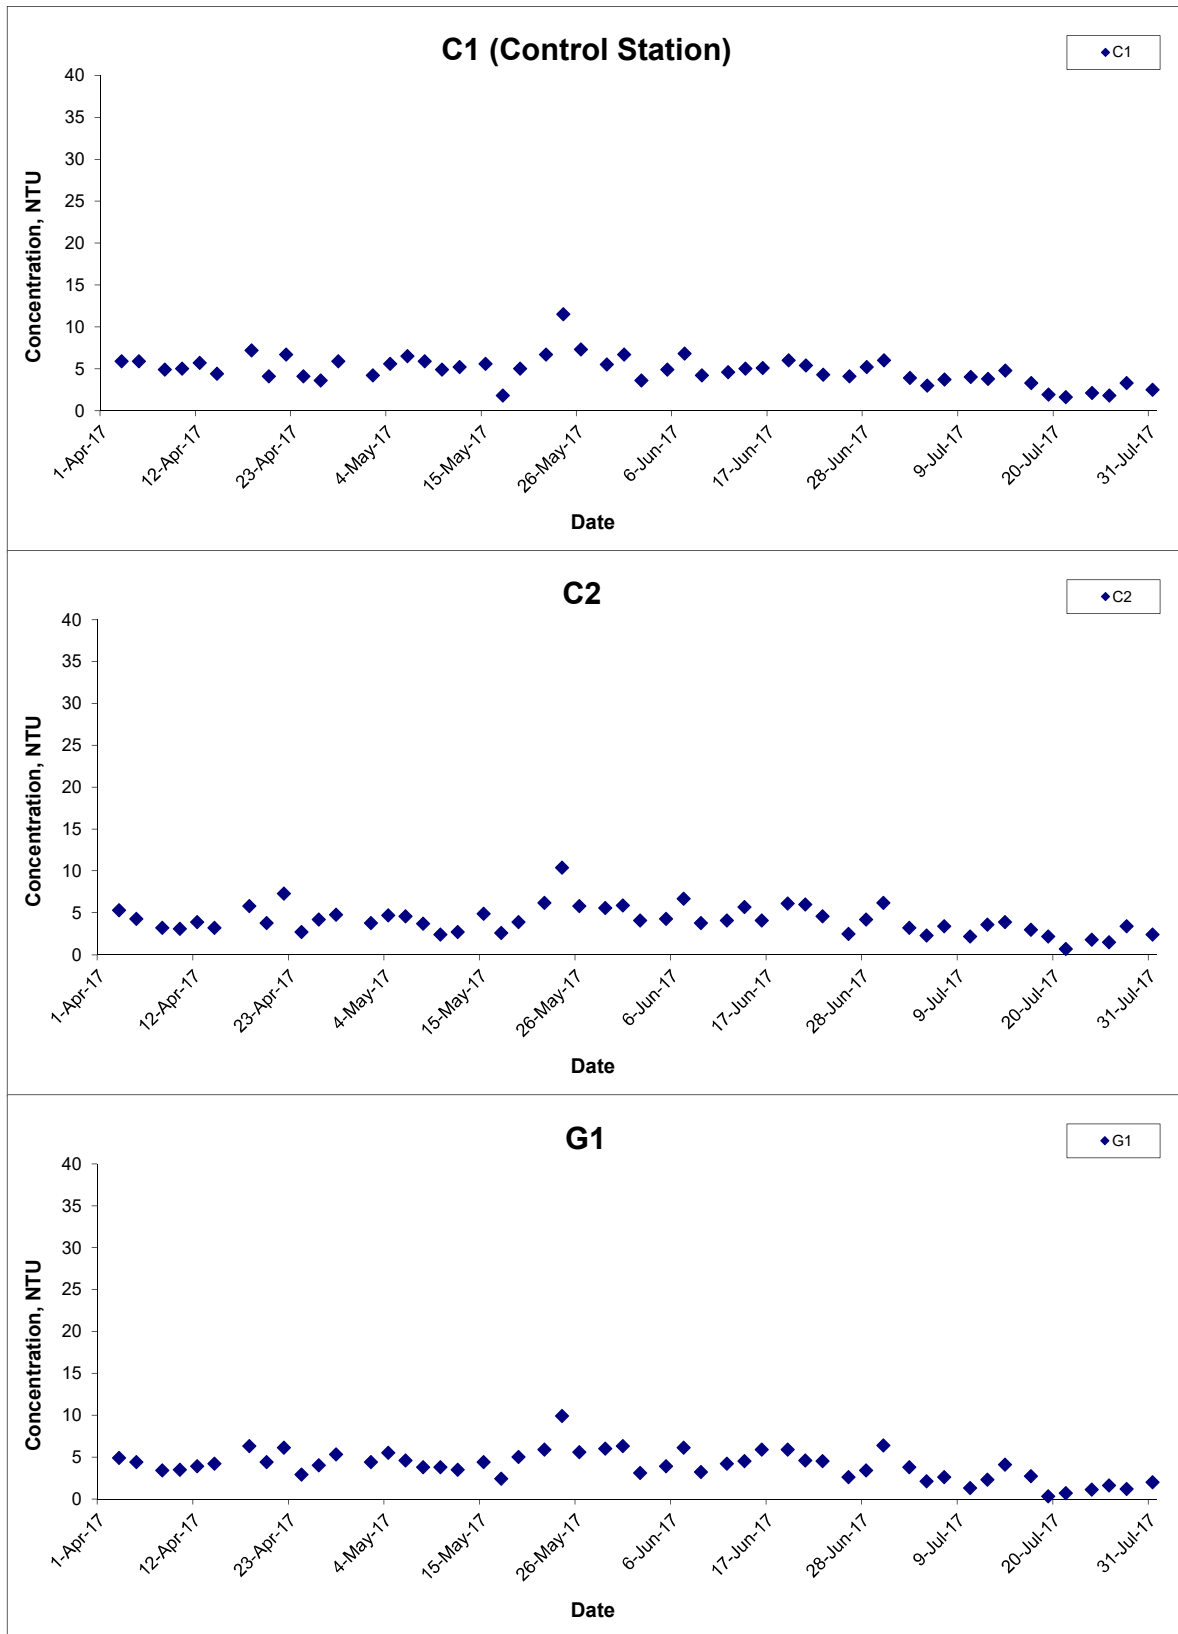 C1 (Control Station)
C1
Concentration, NTU
40
35
30
25
20
15
10
5
0
1-Apr-17
12-Apr-17
23-Apr-17
4-May-17
15-May-17
26-May-17
6-Jun-17
17-Jun-17
28-Jun-17
9-Jul-17
20-Jul-17
31-Jul-17
Date
C2
C2
Concentration, NTU
40
35
30
25
20
15
10
5
0
1-Apr-17
12-Apr-17
23-Apr-17
4-May-17
15-May-17
26-May-17
6-Jun-17
17-Jun-17
28-Jun-17
9-Jul-17
20-Jul-17
31-Jul-17
Date
G1
G1
Concentration, NTU
40
35
30
25
20
15
10
5
0
1-Apr-17
12-Apr-17
23-Apr-17
4-May-17
15-May-17
26-May-17
6-Jun-17
17-Jun-17
28-Jun-17
9-Jul-17
20-Jul-17
31-Jul-17
Date